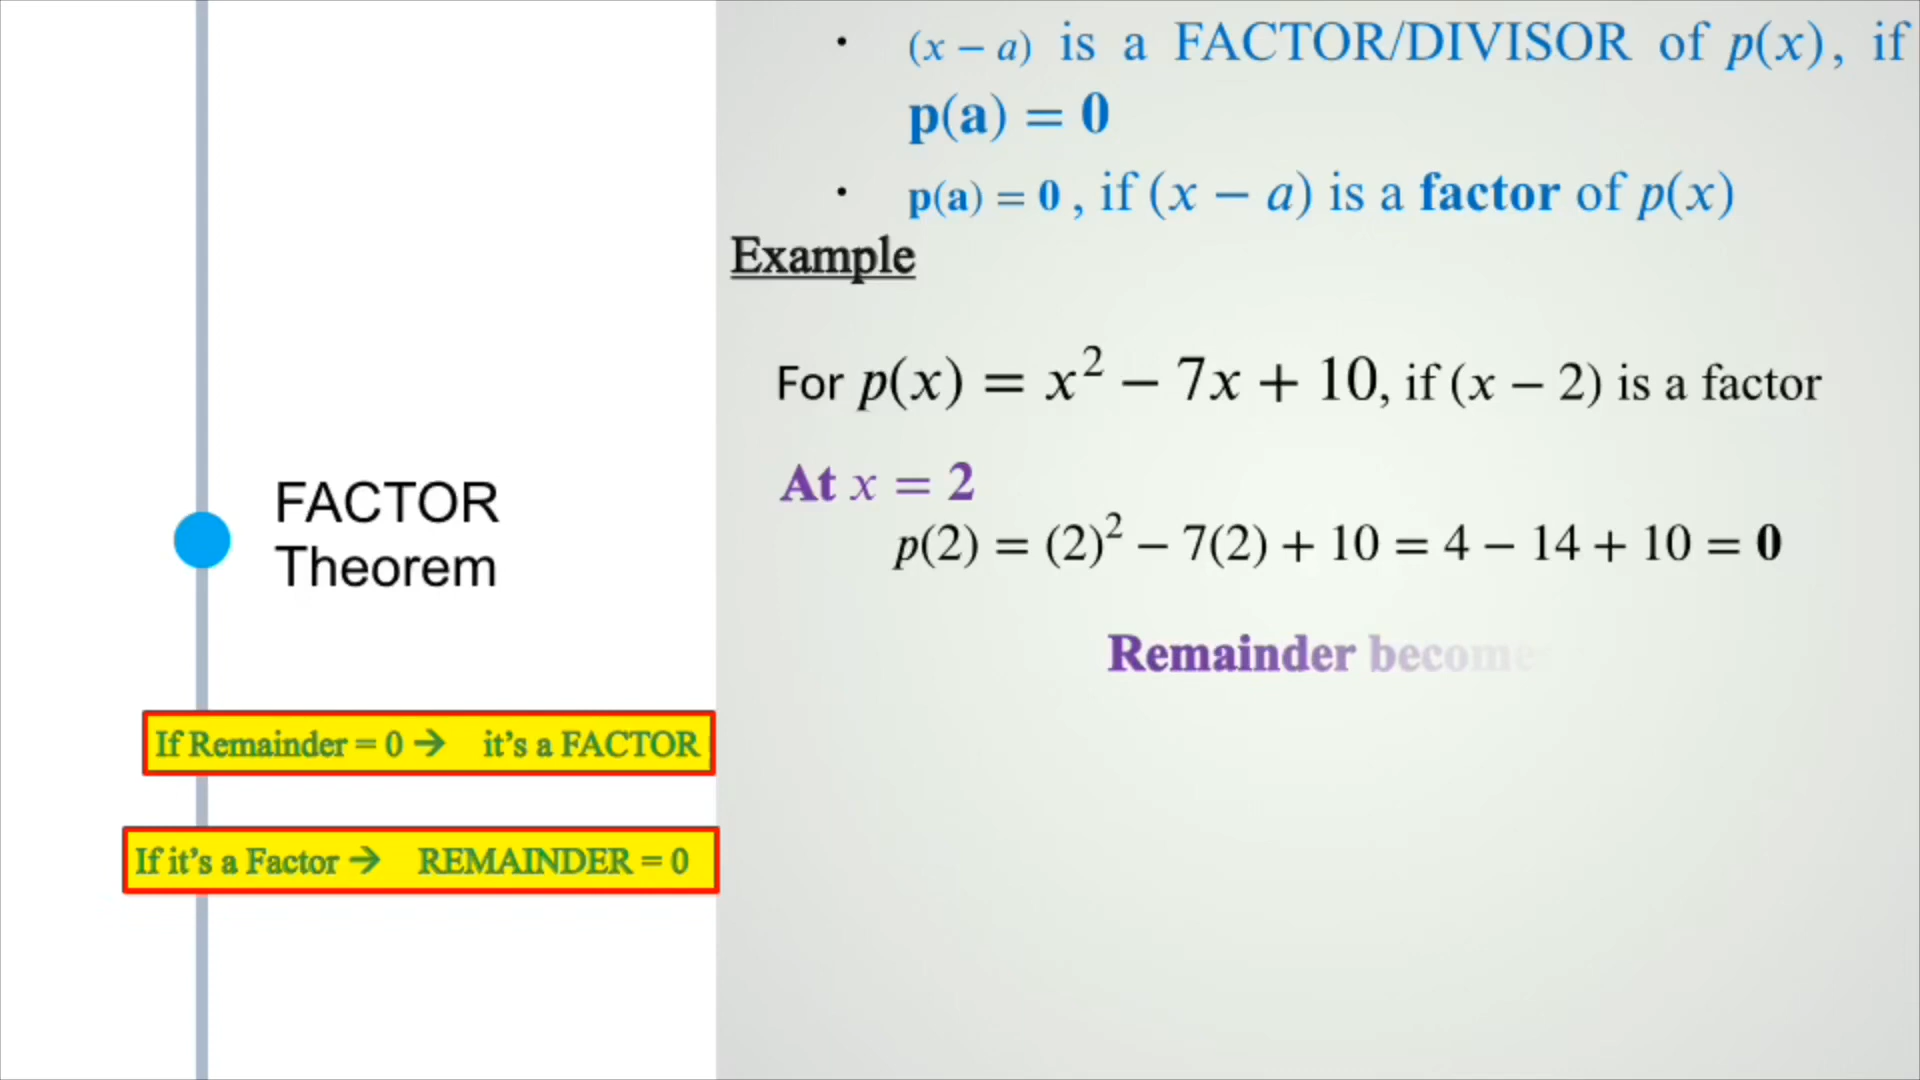 • (x − a) is a FACTOR/DIVISOR of p(x), if
p(a) = 0
• p(a) = 0 , if (x − a) is a factor of p(x)
Example
For p(x) = x² − 7x + 10, if (x − 2) is a factor
At x = 2
p(2) = (2)² − 7(2) + 10 = 4 − 14 + 10 = 0
Remainder become
FACTOR
Theorem
If Remainder = 0 → it’s a FACTOR
If it’s a Factor → REMAINDER = 0